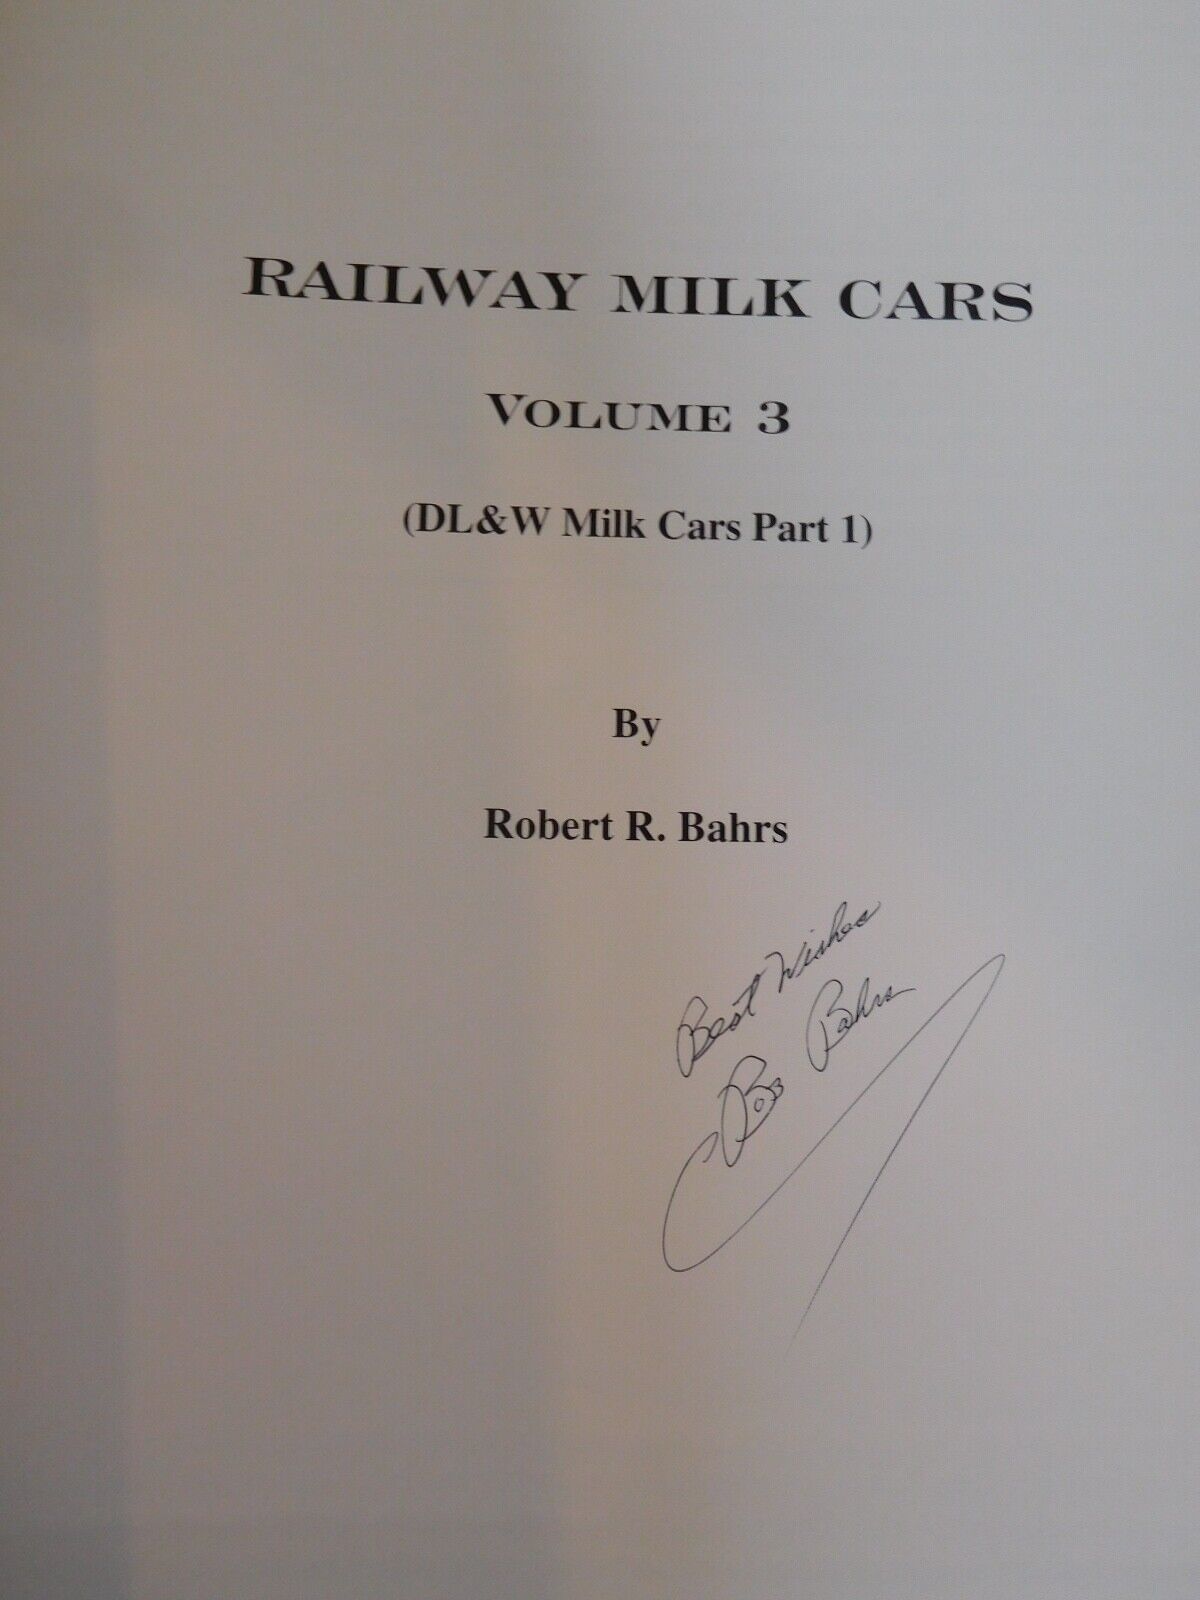 RAILWAY MILK CARS
VOLUME 3
(DL&W Milk Cars Part 1)
By
Robert R. Bahrs
Best Wishes
Bob Bahrs